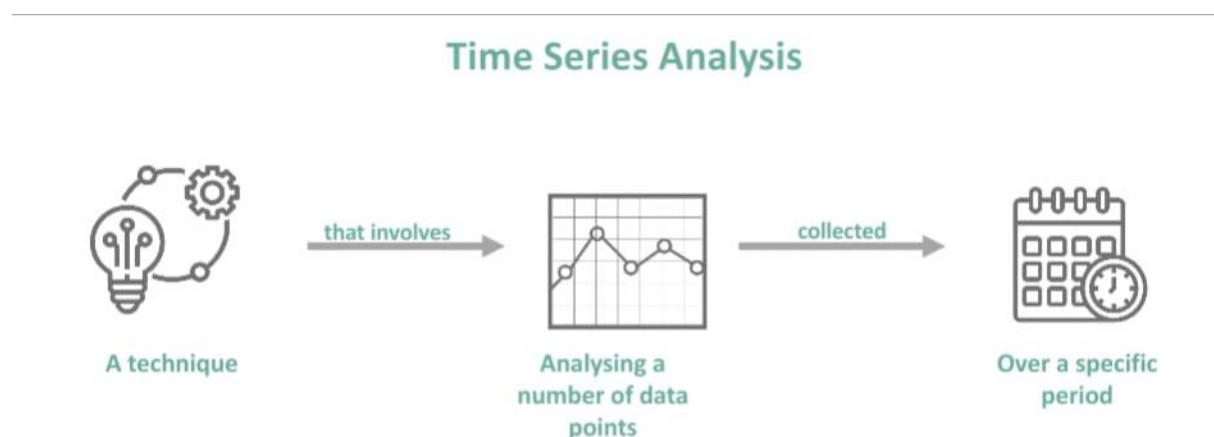 Time Series Analysis
that involves
collected
A technique
Analysing a
number of data
points
Over a specific
period